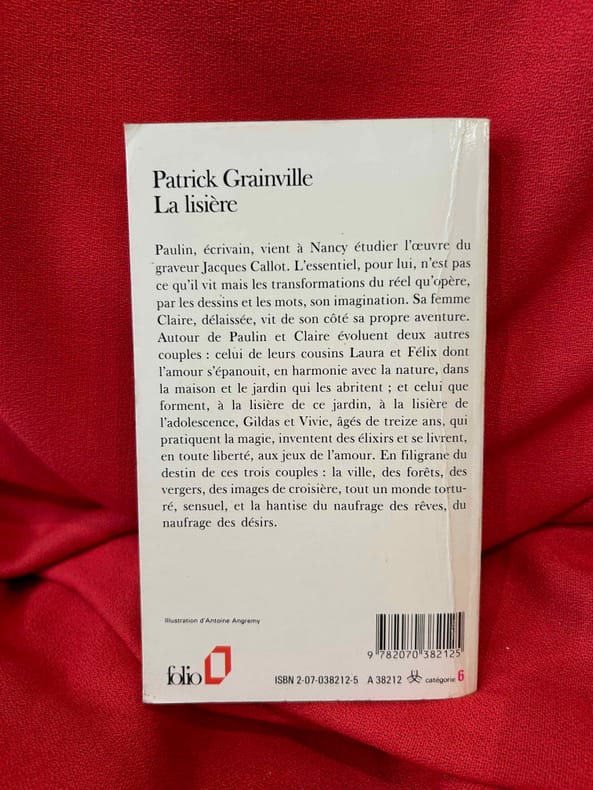 Patrick Grainville
La lisière
Paulin, écrivain, vient à Nancy étudier l'œuvre du
graveur Jacques Callot. L'essentiel, pour lui, n'est pas
ce qu'il vit mais les transformations du réel qu'opère,
par les dessins et les mots, son imagination. Sa femme
Claire, délaissée, vit de son côté sa propre aventure.
Autour de Paulin et Claire évoluent deux autres
couples : celui de leurs cousins Laura et Félix dont
l'amour s'épanouit, en harmonie avec la nature, dans
la maison et le jardin qui les abritent ; et celui que
forment, à la lisière de ce jardin, à la lisière de
l'adolescence, Gildas et Vivie, âgés de treize ans, qui
pratiquent la magie, inventent des élixirs et se livrent,
en toute liberté, aux jeux de l'amour. En filigrane du
destin de ces trois couples : la ville, des forêts, des
vergers, des images de croisière, tout un monde tortu-
ré, sensuel, et la hantise du naufrage des rêves, du
naufrage des désirs.
Illustration d'Antoine Angremy
9 782070 382125
folio
ISBN 2-07-038212-5 A 38212 catégorie 6